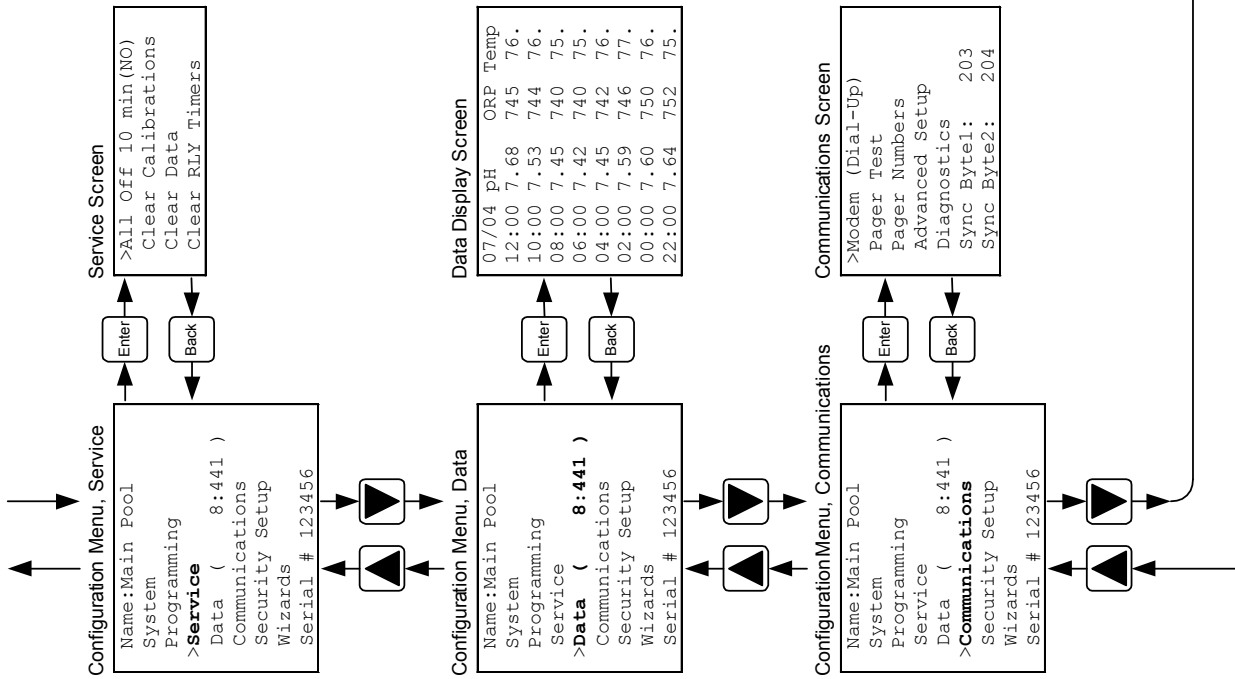 Configuration Menu, Service
Name:Main Pool
System
Programming
>Service
Data (   8:441 )
Communications
Security Setup
Wizards
Serial # 123456
Enter
Back
Service Screen
>All Off 10 min(NO)
Clear Calibrations
Clear Data
Clear RLY Timers
Configuration Menu, Data
Name:Main Pool
System
Programming
Service
>Data (   8:441 )
Communications
Security Setup
Wizards
Serial # 123456
Enter
Back
Data Display Screen
07/04 pH   ORP Temp
12:00 7.68  745  76.
10:00 7.53  744  76.
08:00 7.45  740  75.
06:00 7.42  740  75.
04:00 7.45  742  76.
02:00 7.59  746  77.
00:00 7.60  750  76.
22:00 7.64  752  75.
Configuration Menu, Communications
Name:Main Pool
System
Programming
Service
Data (   8:441 )
>Communications
Security Setup
Wizards
Serial # 123456
Enter
Back
Communications Screen
>Modem (Dial-Up)
Pager Test
Pager Numbers
Advanced Setup
Diagnostics
Sync Byte1:  203
Sync Byte2:  204